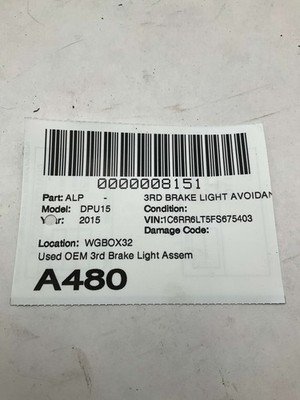 0000008151
Part: ALP - 3RD BRAKE LIGHT AVOIDAN
Model: DPU15 Condition:
Year: 2015 VIN:1C6RR6LT5FS675403
Damage Code:
Location: WGBOX32
Used OEM 3rd Brake Light Assem
A480